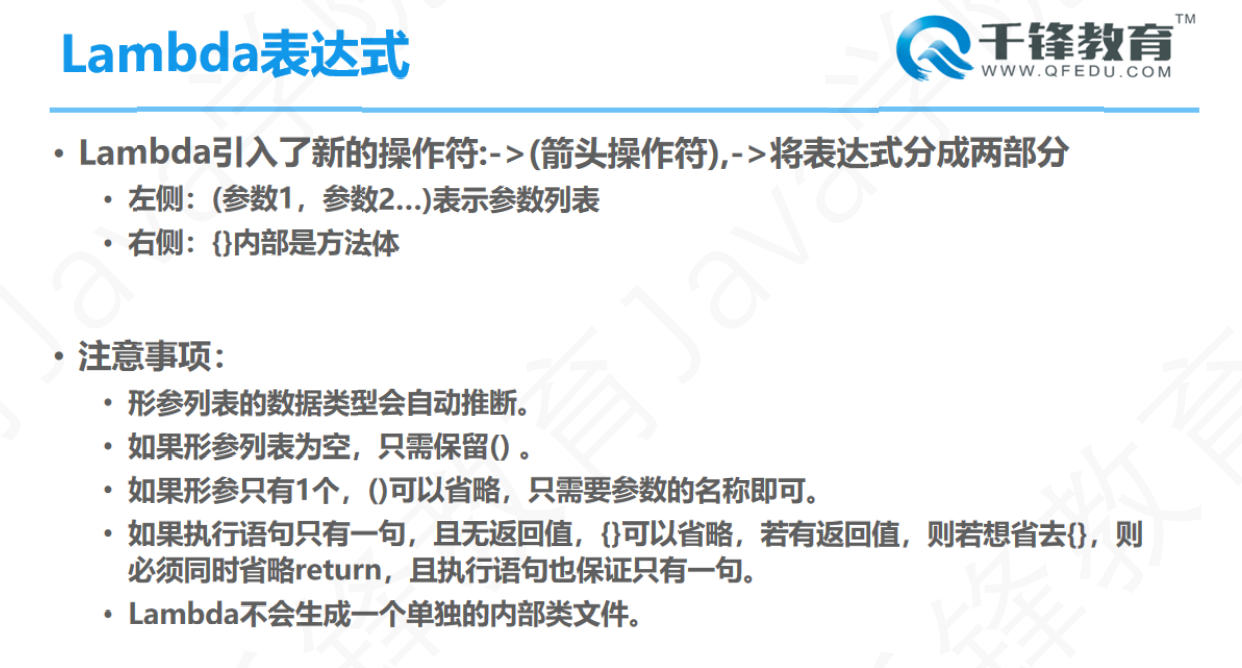 Lambda表达式
千锋教育™
WWW.QFEDU.COM
• Lambda引入了新的操作符:->(箭头操作符),->将表达式分成两部分
• 左侧：(参数1，参数2…)表示参数列表
• 右侧：{}内部是方法体
• 注意事项：
• 形参列表的数据类型会自动推断。
• 如果形参列表为空，只需保留() 。
• 如果形参只有1个，()可以省略，只需要参数的名称即可。
• 如果执行语句只有一句，且无返回值，{}可以省略，若有返回值，则若想省去{}，则
必须同时省略return，且执行语句也保证只有一句。
• Lambda不会生成一个单独的内部类文件。